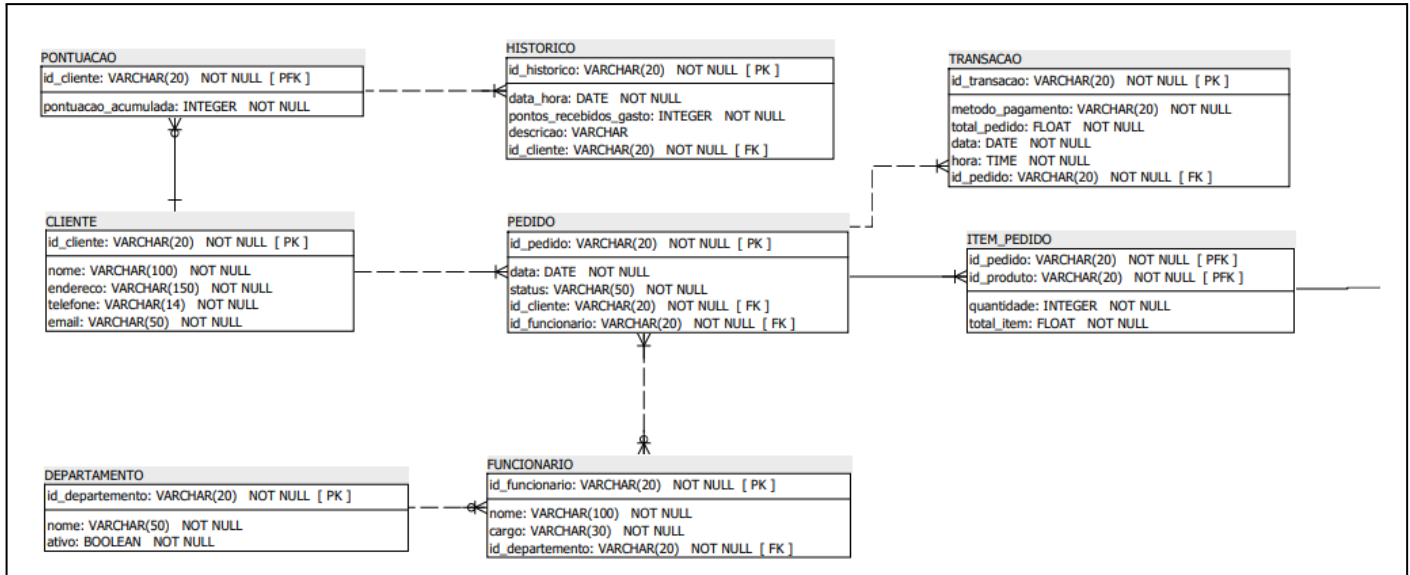 PONTUACAO
id_cliente: VARCHAR(20) NOT NULL [ PFK ]
pontuacao_acumulada: INTEGER NOT NULL
HISTORICO
id_historico: VARCHAR(20) NOT NULL [ PK ]
data_hora: DATE NOT NULL
pontos_recebidos_gasto: INTEGER NOT NULL
descricao: VARCHAR
id_cliente: VARCHAR(20) NOT NULL [ FK ]
TRANSACAO
id_transacao: VARCHAR(20) NOT NULL [ PK ]
metodo_pagamento: VARCHAR(20) NOT NULL
total_pedido: FLOAT NOT NULL
data: DATE NOT NULL
hora: TIME NOT NULL
id_pedido: VARCHAR(20) NOT NULL [ FK ]
CLIENTE
id_cliente: VARCHAR(20) NOT NULL [ PK ]
nome: VARCHAR(100) NOT NULL
endereco: VARCHAR(150) NOT NULL
telefone: VARCHAR(14) NOT NULL
email: VARCHAR(50) NOT NULL
PEDIDO
id_pedido: VARCHAR(20) NOT NULL [ PK ]
data: DATE NOT NULL
status: VARCHAR(50) NOT NULL
id_cliente: VARCHAR(20) NOT NULL [ FK ]
id_funcionario: VARCHAR(20) NOT NULL [ FK ]
ITEM_PEDIDO
id_pedido: VARCHAR(20) NOT NULL [ PFK ]
id_produto: VARCHAR(20) NOT NULL [ PFK ]
quantidade: INTEGER NOT NULL
total_item: FLOAT NOT NULL
DEPARTAMENTO
id_departemento: VARCHAR(20) NOT NULL [ PK ]
nome: VARCHAR(50) NOT NULL
ativo: BOOLEAN NOT NULL
FUNCIONARIO
id_funcionario: VARCHAR(20) NOT NULL [ PK ]
nome: VARCHAR(100) NOT NULL
cargo: VARCHAR(30) NOT NULL
id_departemento: VARCHAR(20) NOT NULL [ FK ]